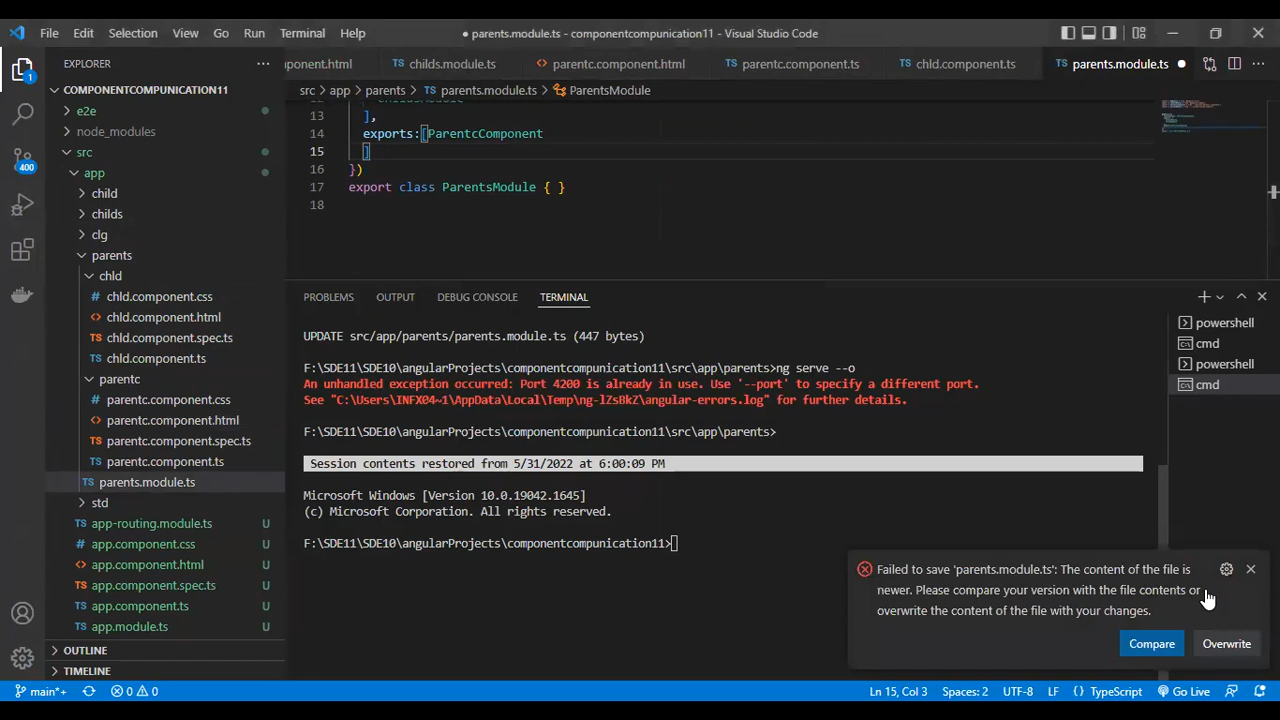 File Edit Selection View Go Run Terminal Help
parents.module.ts - componentcompunication11 - Visual Studio Code
EXPLORER
ponent.html
childs.module.ts
parentc.component.html
parentc.component.ts
chld.component.ts
parents.module.ts
COMPONENTCOMPUNICATION11
src > app > parents > TS parents.module.ts > ParentsModule
e2e
node_modules
src
app
child
childs
clg
parents
chld
chld.component.css
chld.component.html
chld.component.spec.ts
chld.component.ts
parentc
parentc.component.css
parentc.component.html
parentc.component.spec.ts
parentc.component.ts
parents.module.ts
std
app-routing.module.ts U
app.component.css U
app.component.html U
app.component.spec.ts U
app.component.ts U
app.module.ts U
OUTLINE
TIMELINE
1
400
13 ],
14 exports:[ParentcComponent
15 ]
16 })
17 export class ParentsModule { }
18
PROBLEMS OUTPUT DEBUG CONSOLE TERMINAL
UPDATE src/app/parents/parents.module.ts (447 bytes)
F:\SDE11\SDE10\angularProjects\componentcompunication11\src\app\parents>ng serve --o
An unhandled exception occurred: Port 4200 is already in use. Use '--port' to specify a different port.
See "C:\Users\INFX04~1\AppData\Local\Temp\ng-lZsBkZ\angular-errors.log" for further details.
F:\SDE11\SDE10\angularProjects\componentcompunication11\src\app\parents>
Session contents restored from 5/31/2022 at 6:00:09 PM
Microsoft Windows [Version 10.0.19042.1645]
(c) Microsoft Corporation. All rights reserved.
F:\SDE11\SDE10\angularProjects\componentcompunication11>
powershell
cmd
powershell
cmd
Failed to save 'parents.module.ts': The content of the file is
newer. Please compare your version with the file contents or
overwrite the content of the file with your changes.
Compare Overwrite
main*+ 0 0 Ln 15, Col 3 Spaces: 2 UTF-8 LF {} TypeScript Go Live